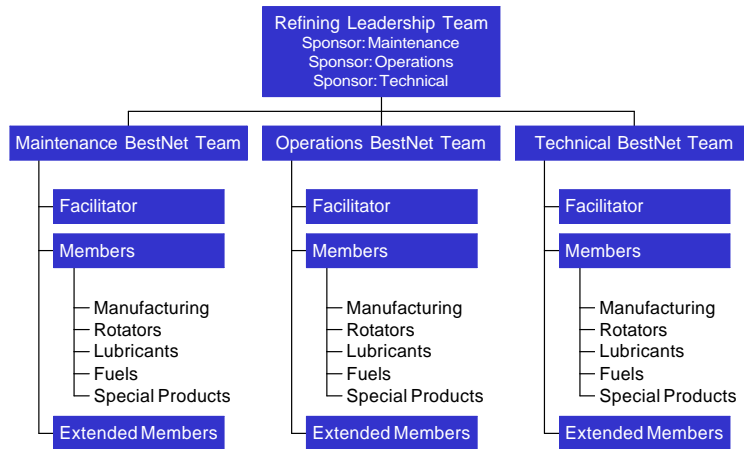 Refining Leadership Team
Sponsor: Maintenance
Sponsor: Operations
Sponsor: Technical
Maintenance BestNet Team
Facilitator
Members
Manufacturing
Rotators
Lubricants
Fuels
Special Products
Extended Members
Operations BestNet Team
Facilitator
Members
Manufacturing
Rotators
Lubricants
Fuels
Special Products
Extended Members
Technical BestNet Team
Facilitator
Members
Manufacturing
Rotators
Lubricants
Fuels
Special Products
Extended Members